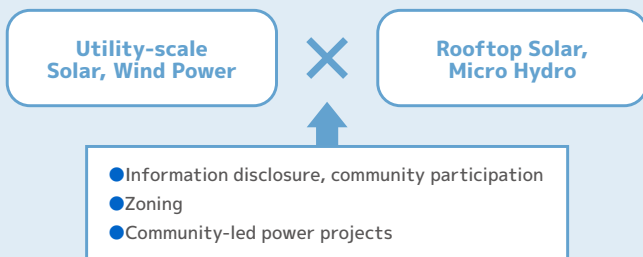 Utility-scale
Solar, Wind Power
Rooftop Solar,
Micro Hydro
●Information disclosure, community participation
●Zoning
●Community-led power projects